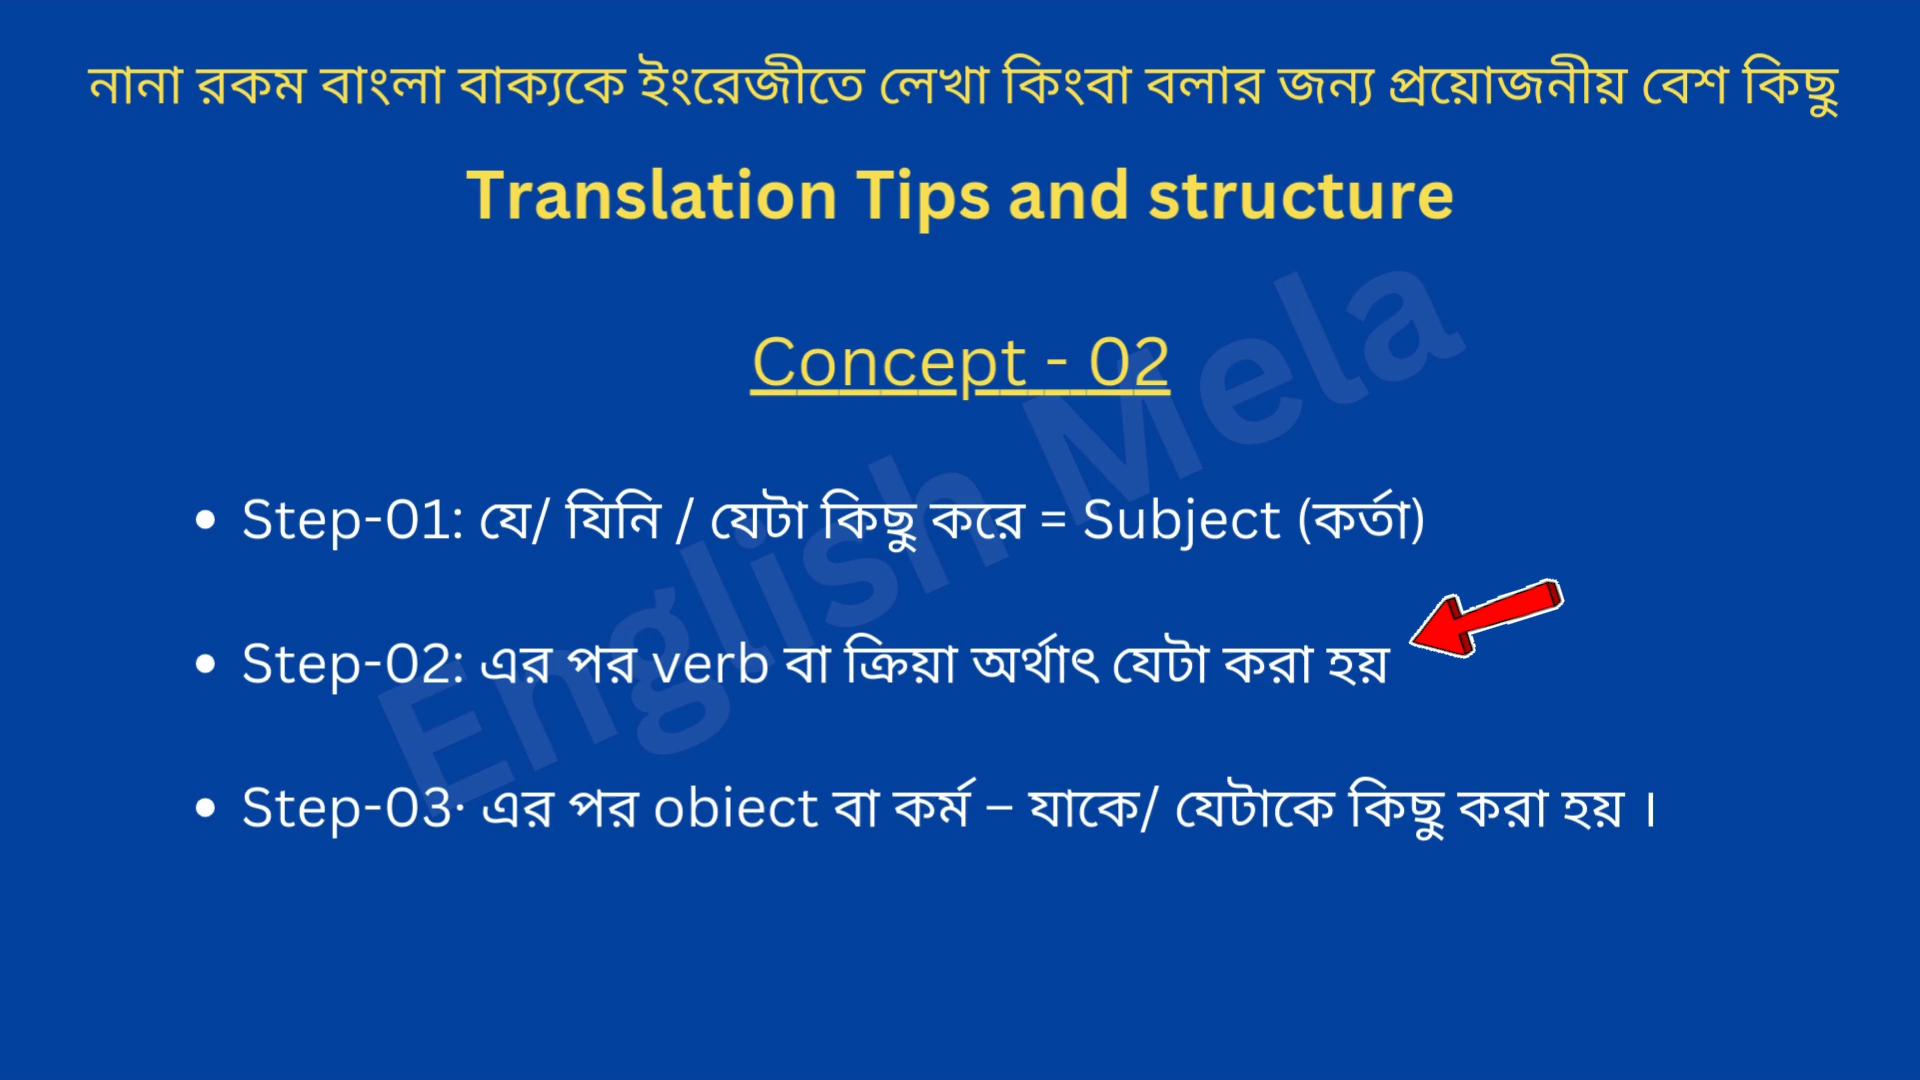 নানা রকম বাংলা বাক্যকে ইংরেজীতে লেখা কিংবা বলার জন্য প্রয়োজনীয় বেশ কিছু
Translation Tips and structure
Concept - 02
English Mela
• Step-01: যে/ যিনি / যেটা কিছু করে = Subject (কর্তা)
• Step-02: এর পর verb বা ক্রিয়া অর্থাৎ যেটা করা হয়
• Step-03: এর পর object বা কর্ম – যাকে/ যেটাকে কিছু করা হয় ।